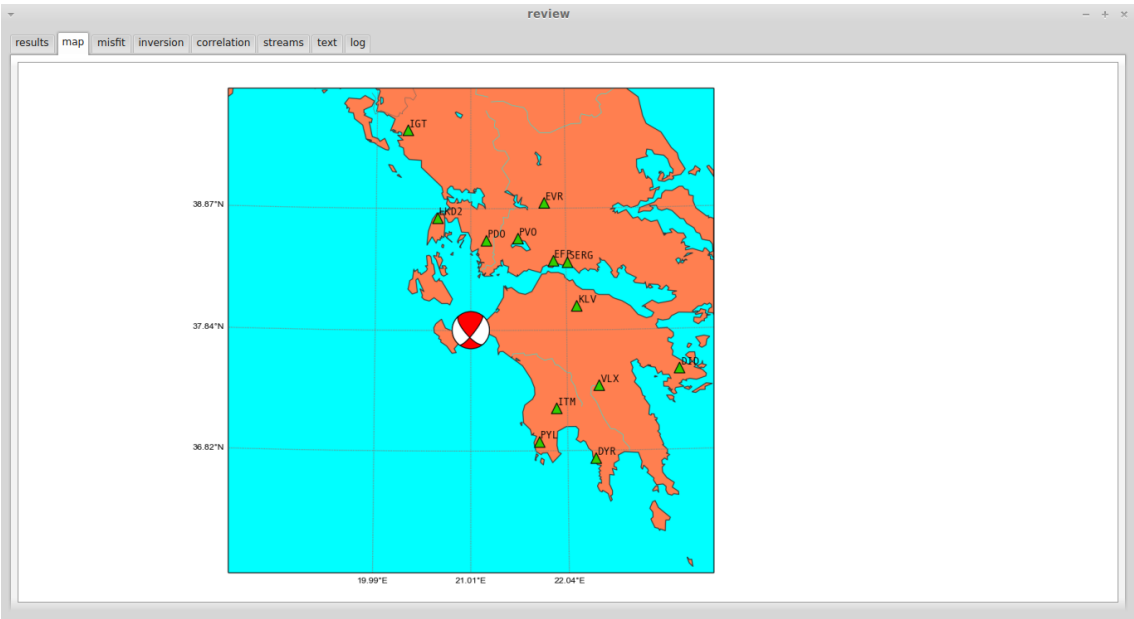 review
results map misfit inversion correlation streams text log
IGT
38.87°N
EVR
LKD2
PDO
PVO
SERG
KLV
37.84°N
DID
VLX
ITM
PYL
36.82°N
DYR
19.99°E 21.01°E 22.04°E